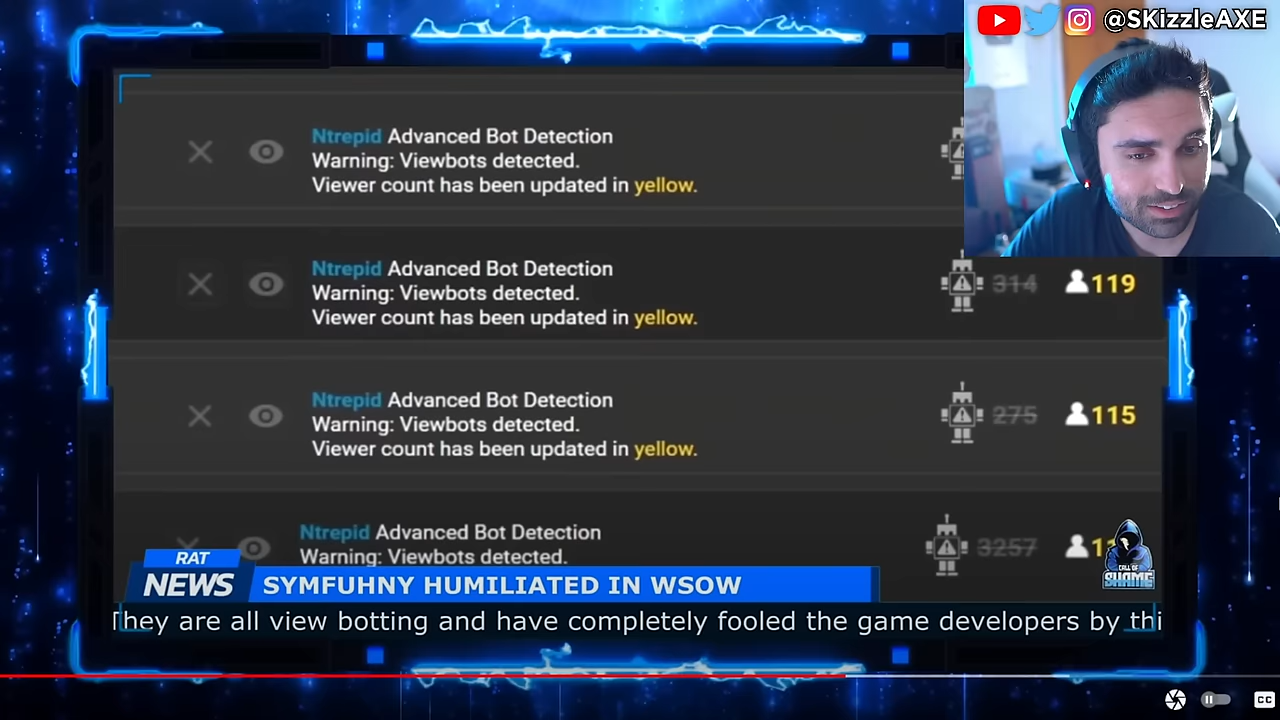 @SKizzleAXE
Ntrepid Advanced Bot Detection
Warning: Viewbots detected.
Viewer count has been updated in yellow.
Ntrepid Advanced Bot Detection
Warning: Viewbots detected.
Viewer count has been updated in yellow.
314 119
Ntrepid Advanced Bot Detection
Warning: Viewbots detected.
Viewer count has been updated in yellow.
275 115
Ntrepid Advanced Bot Detection
Warning: Viewbots detected.
3257
CALL OF
SHAME
RAT
NEWS
SYMFUHNY HUMILIATED IN WSOW
They are all view botting and have completely fooled the game developers by thi
CC